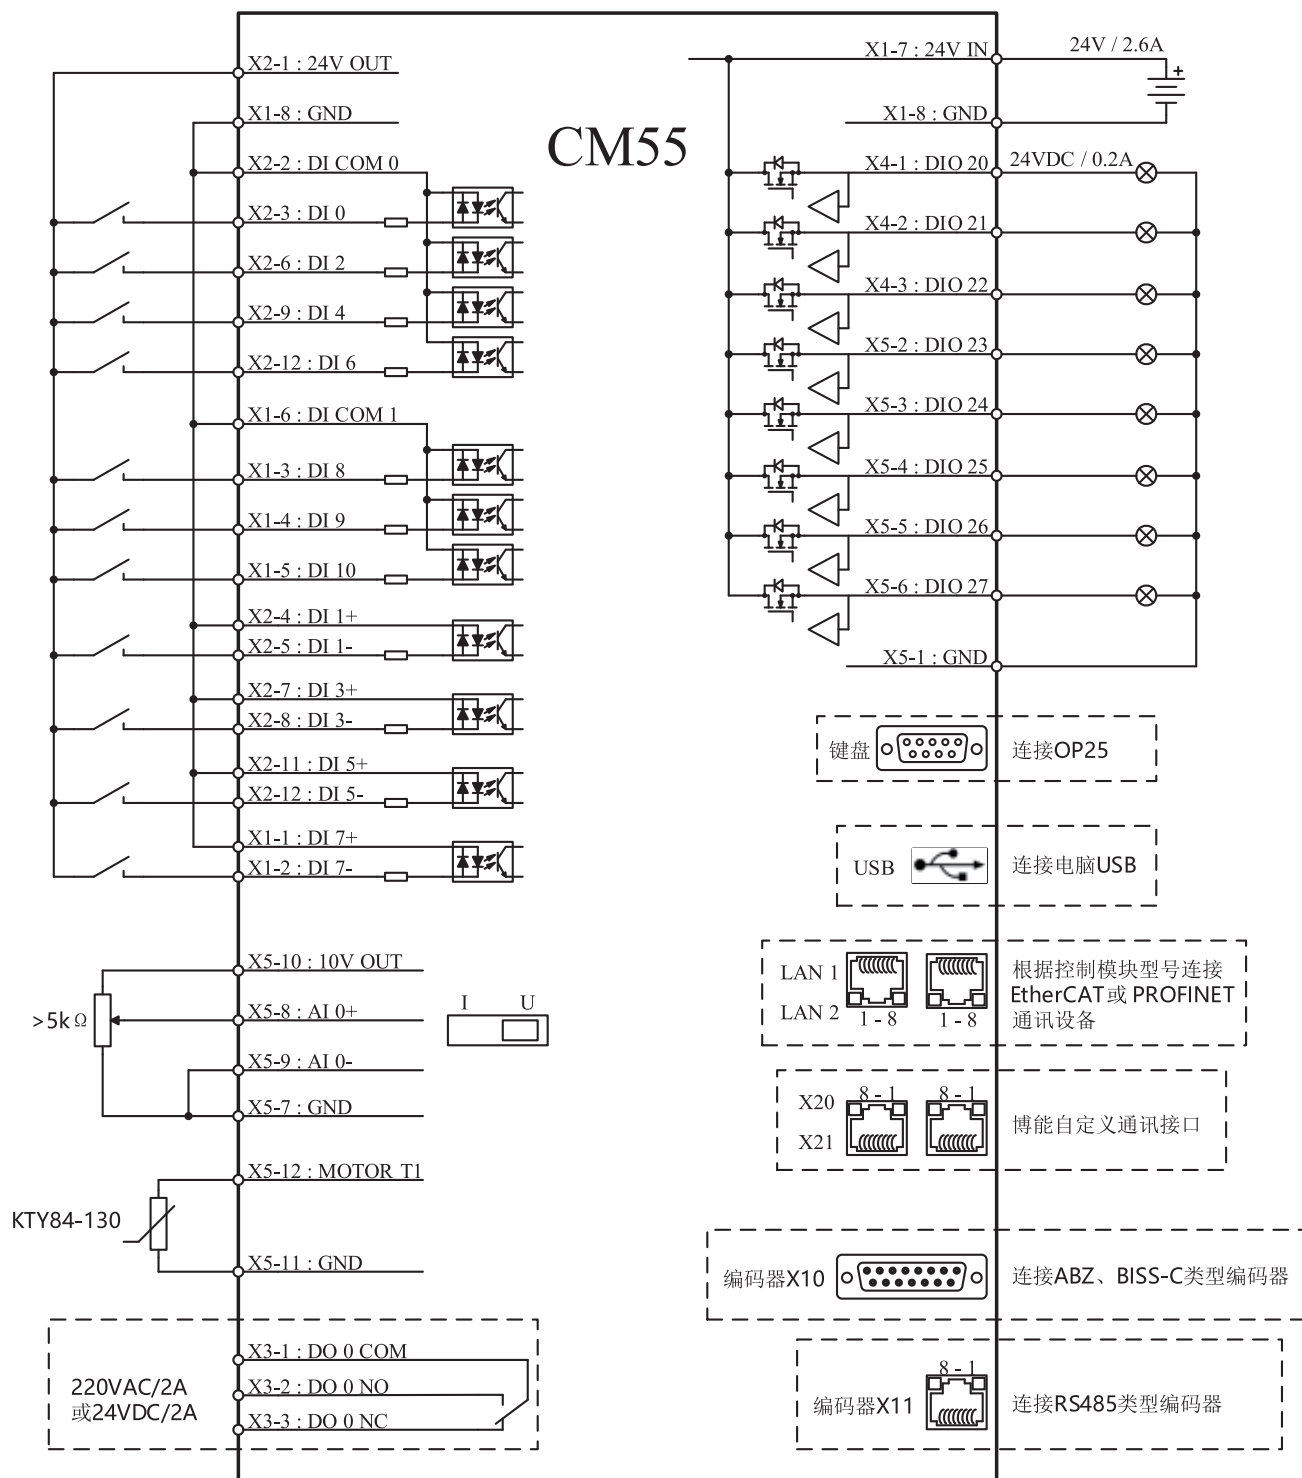 CM55
X2-1 : 24V OUT
X1-8 : GND
X2-2 : DI COM 0
X2-3 : DI 0
X2-6 : DI 2
X2-9 : DI 4
X2-12 : DI 6
X1-6 : DI COM 1
X1-3 : DI 8
X1-4 : DI 9
X1-5 : DI 10
X2-4 : DI 1+
X2-5 : DI 1-
X2-7 : DI 3+
X2-8 : DI 3-
X2-11 : DI 5+
X2-12 : DI 5-
X1-1 : DI 7+
X1-2 : DI 7-
X5-10 : 10V OUT
>5k Ω
X5-8 : AI 0+
I U
X5-9 : AI 0-
X5-7 : GND
X5-12 : MOTOR T1
KTY84-130
X5-11 : GND
X3-1 : DO 0 COM
220VAC/2A
或24VDC/2A
X3-2 : DO 0 NO
X3-3 : DO 0 NC
X1-7 : 24V IN
24V / 2.6A
+
X1-8 : GND
X4-1 : DIO 20
24VDC / 0.2A
X4-2 : DIO 21
X4-3 : DIO 22
X5-2 : DIO 23
X5-3 : DIO 24
X5-4 : DIO 25
X5-5 : DIO 26
X5-6 : DIO 27
X5-1 : GND
键盘
连接OP25
USB
连接电脑USB
LAN 1
LAN 2
1 - 8
1 - 8
根据控制模块型号连接
EtherCAT或 PROFINET
通讯设备
X20
X21
8 - 1
8 - 1
博能自定义通讯接口
编码器X10
连接ABZ、BISS-C类型编码器
编码器X11
8 - 1
连接RS485类型编码器